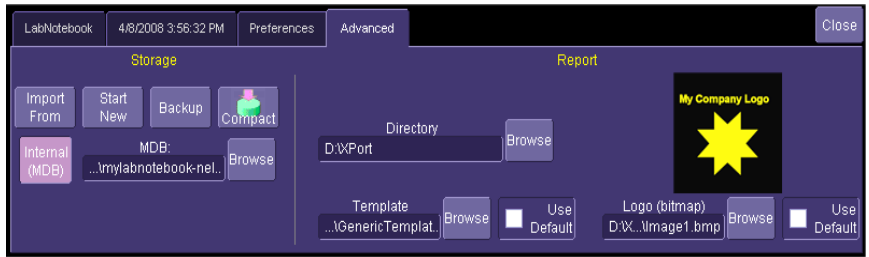 LabNotebook 4/8/2008 3:56:32 PM Preferences Advanced Close
Storage
Import From
Start New
Backup
Compact
Internal (MDB)
MDB:
...\mylabnotebook-nel..
Browse
Report
My Company Logo
Directory
D:\XPort
Browse
Template
...\GenericTemplat..
Browse
Use Default
Logo (bitmap)
D:\X...\Image1.bmp
Browse
Use Default